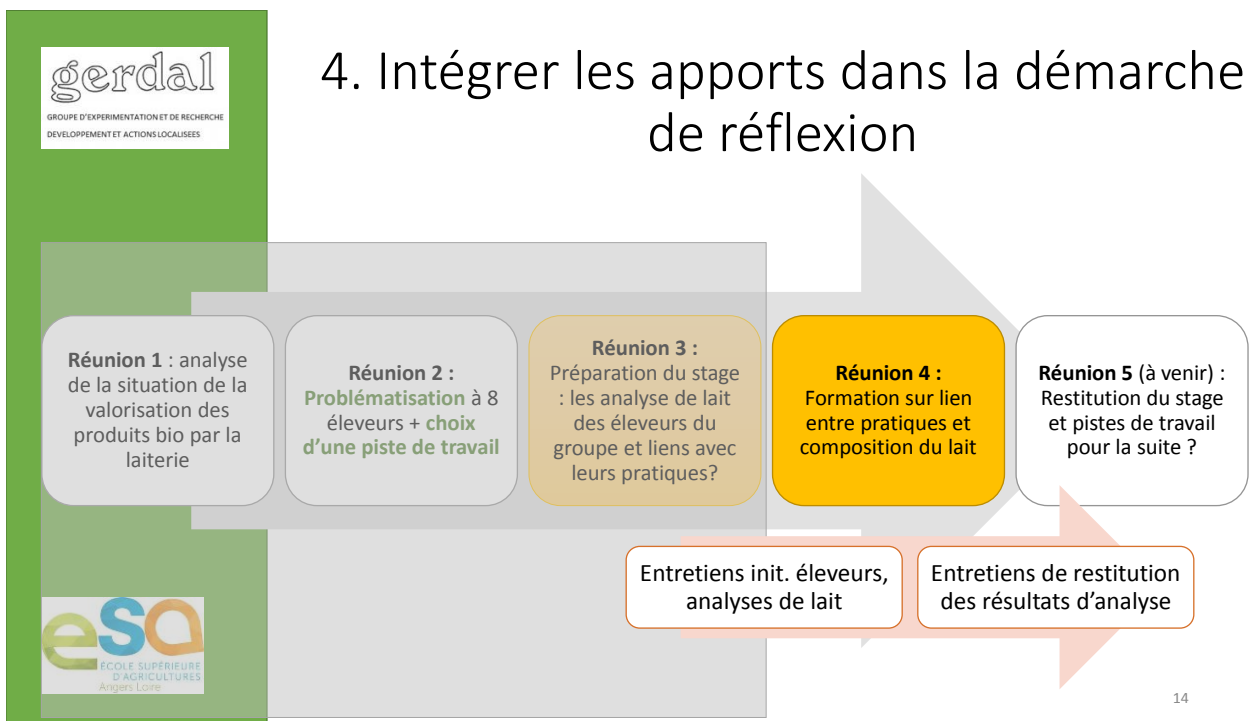 gerdal
GROUPE D'EXPERIMENTATION ET DE RECHERCHE
DEVELOPPEMENT ET ACTIONS LOCALISEES
4. Intégrer les apports dans la démarche
de réflexion
Réunion 1 : analyse
de la situation de la
valorisation des
produits bio par la
laiterie
Réunion 2 :
Problématisation à 8
éleveurs + choix
d'une piste de travail
Réunion 3 :
Préparation du stage
: les analyse de lait
des éleveurs du
groupe et liens avec
leurs pratiques?
Réunion 4 :
Formation sur lien
entre pratiques et
composition du lait
Réunion 5 (à venir) :
Restitution du stage
et pistes de travail
pour la suite ?
Entretiens init. éleveurs,
analyses de lait
Entretiens de restitution
des résultats d'analyse
esa
ÉCOLE SUPÉRIEURE
D'AGRICULTURES
Angers Loire
14